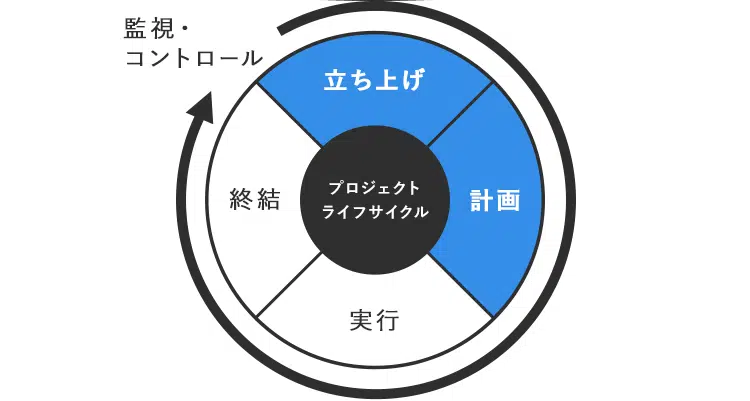 監視・
コントロール
立ち上げ
計画
実行
終結
プロジェクト
ライフサイクル